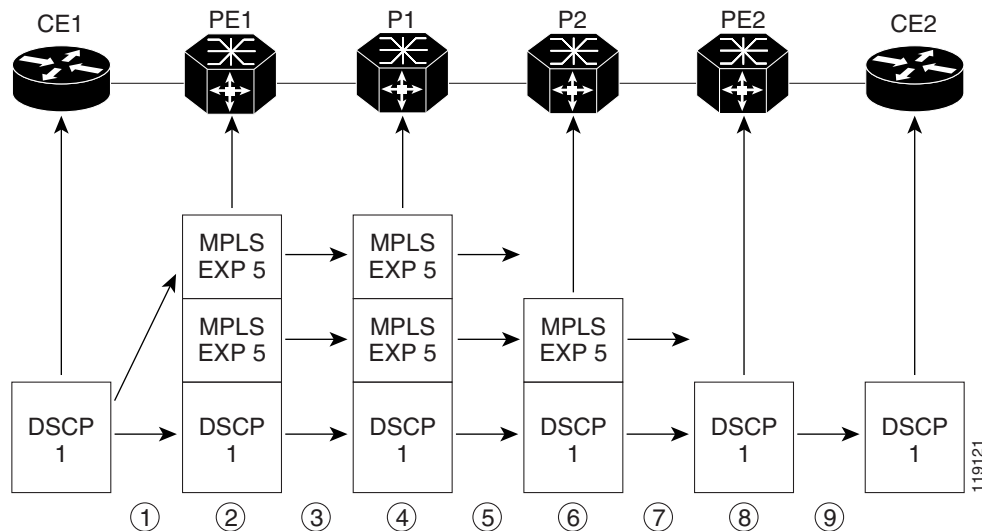 CE1 PE1 P1 P2 PE2 CE2
MPLS
EXP 5
MPLS
EXP 5
MPLS
EXP 5
MPLS
EXP 5
MPLS
EXP 5
DSCP
1
DSCP
1
DSCP
1
DSCP
1
DSCP
1
DSCP
1
119121
1 2 3 4 5 6 7 8 9